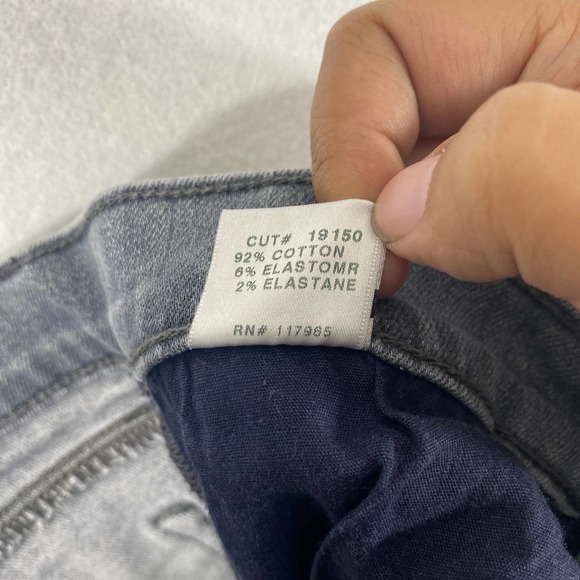 CUT# 19150
92% COTTON
6% ELASTOMR
2% ELASTANE
RN# 117965